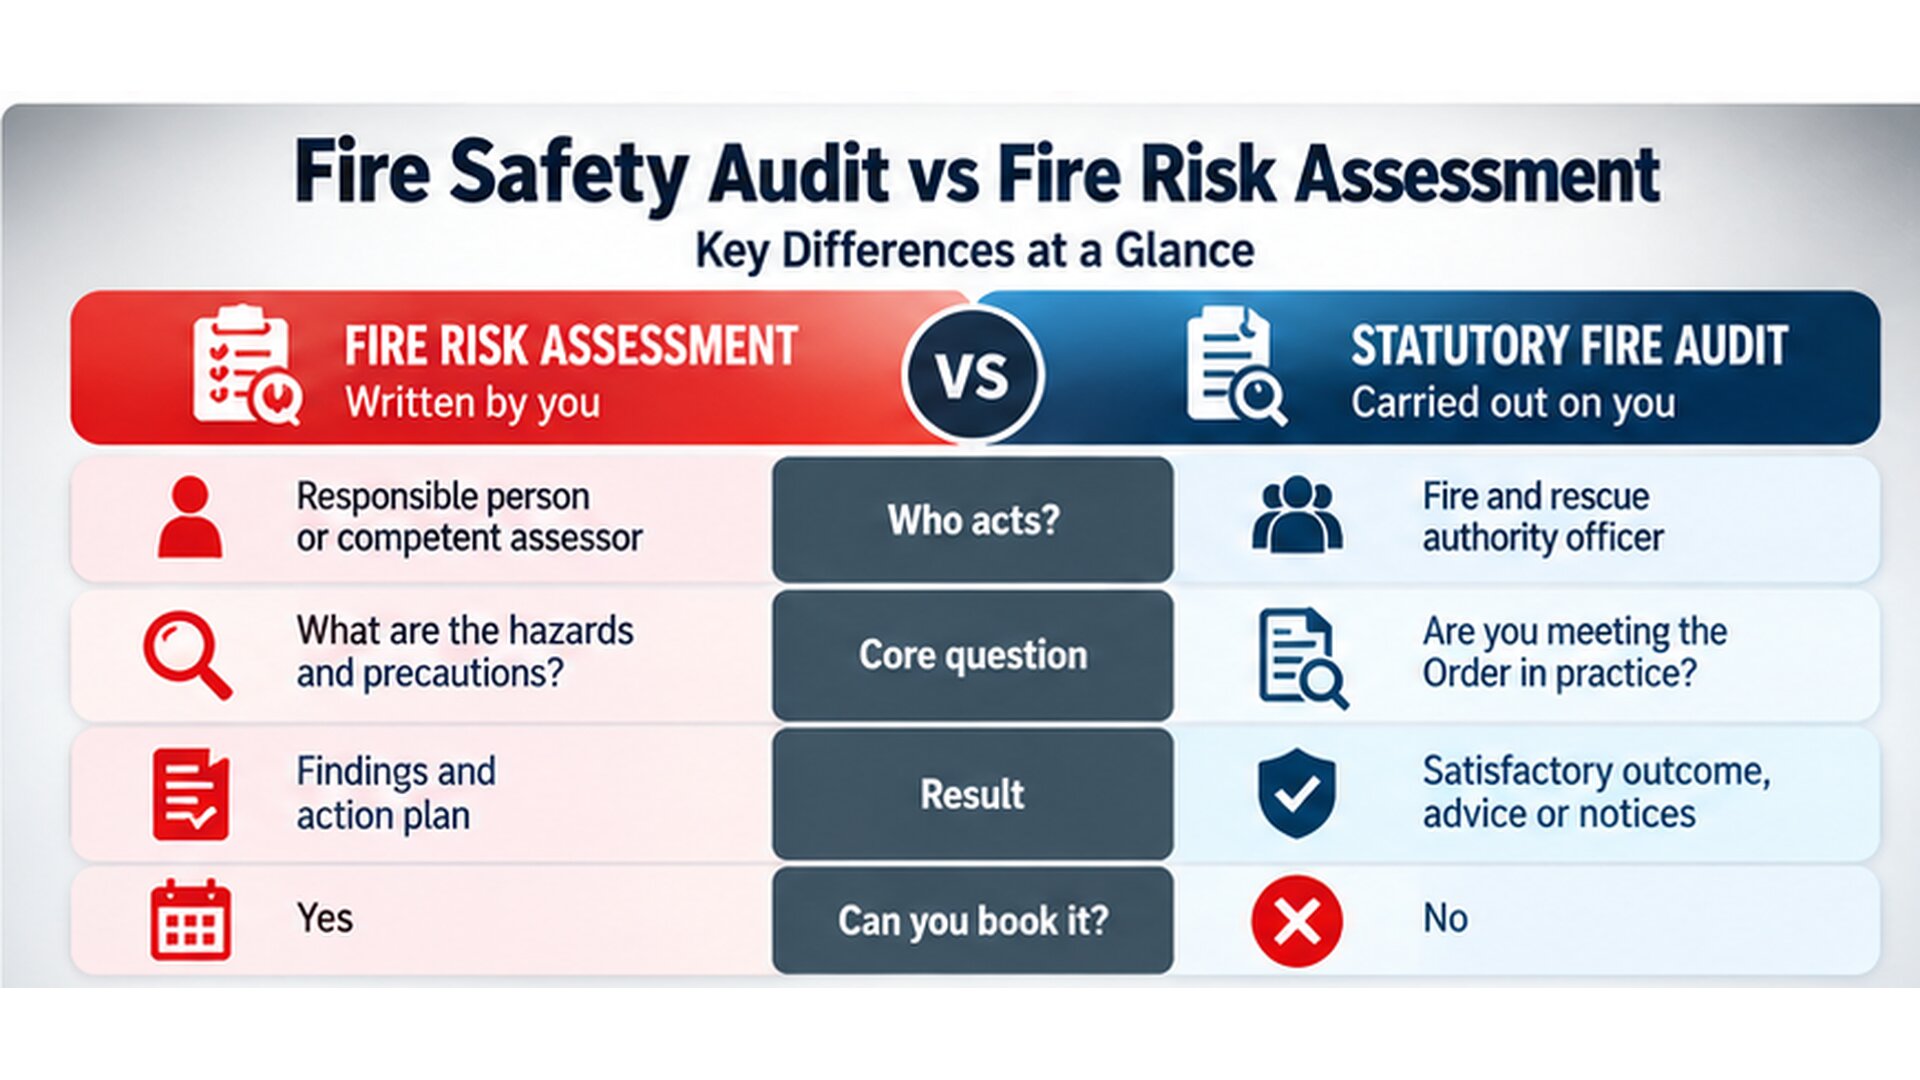 Fire Safety Audit vs Fire Risk Assessment
Key Differences at a Glance
FIRE RISK ASSESSMENT
Written by you
VS
STATUTORY FIRE AUDIT
Carried out on you
Responsible person
or competent assessor
Who acts?
Fire and rescue
authority officer
What are the hazards
and precautions?
Core question
Are you meeting the
Order in practice?
Findings and
action plan
Result
Satisfactory outcome,
advice or notices
Yes
Can you book it?
No